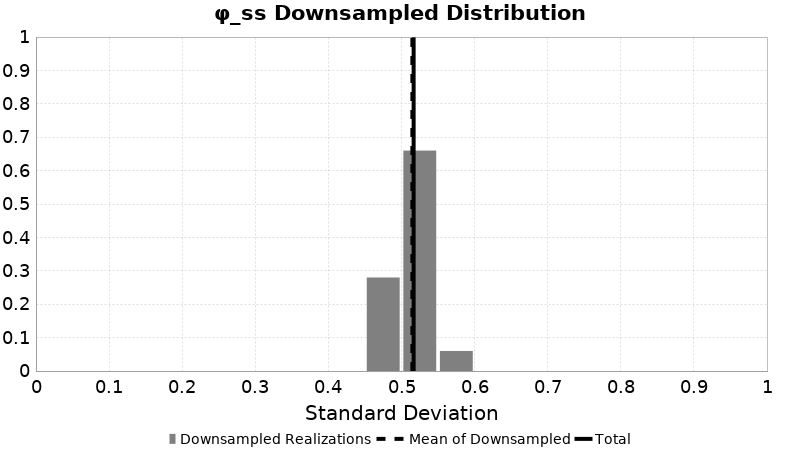 φ_ss Downsampled Distribution
1
0.9
0.8
0.7
0.6
0.5
0.4
0.3
0.2
0.1
0
0 0.1 0.2 0.3 0.4 0.5 0.6 0.7 0.8 0.9 1
Standard Deviation
Downsampled Realizations Mean of Downsampled Total